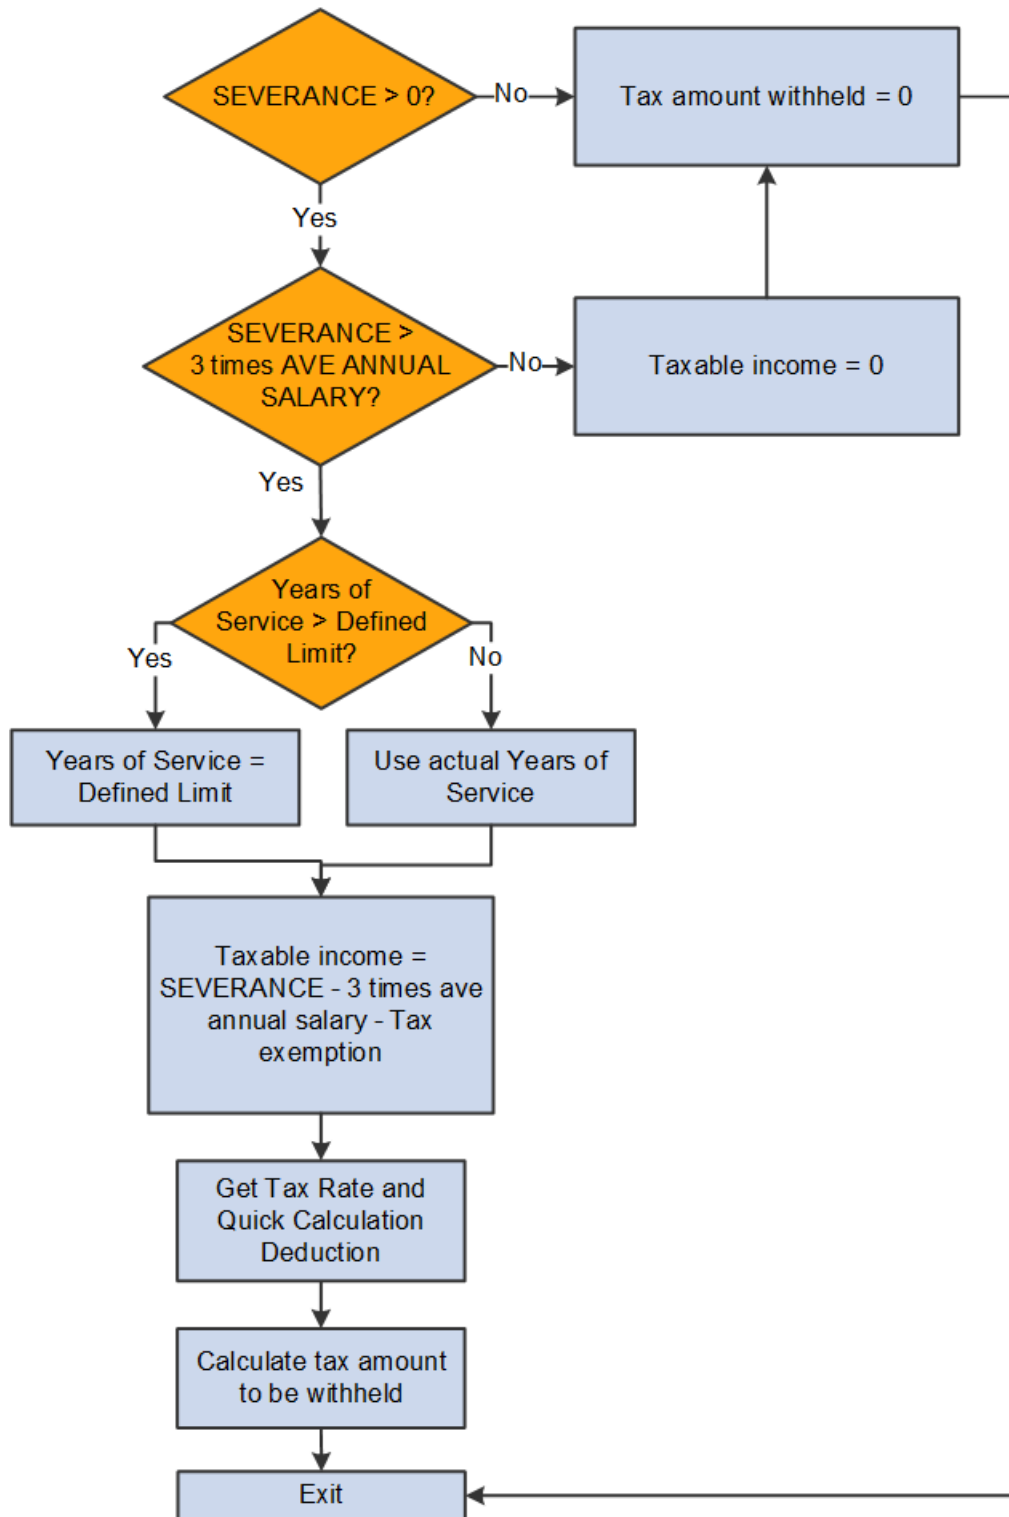 SEVERANCE > 0?
No
Tax amount withheld = 0
Yes
SEVERANCE >
3 times AVE ANNUAL
SALARY?
No
Taxable income = 0
Yes
Years of
Service > Defined
Limit?
Yes
No
Years of Service =
Defined Limit
Use actual Years of
Service
Taxable income =
SEVERANCE - 3 times ave
annual salary - Tax
exemption
Get Tax Rate and
Quick Calculation
Deduction
Calculate tax amount
to be withheld
Exit